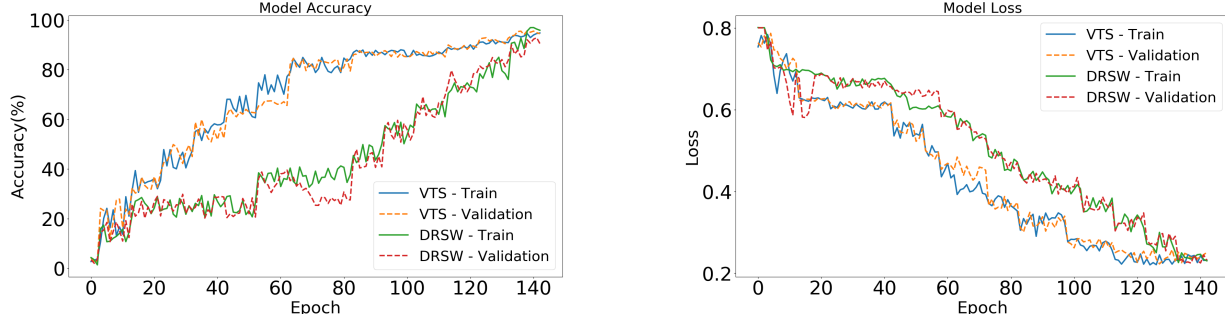 Model Accuracy
Accuracy(%)
100
80
60
40
20
0
0 20 40 60 80 100 120 140
Epoch
VTS - Train
VTS - Validation
DRSW - Train
DRSW - Validation
Model Loss
Loss
0.8
0.6
0.4
0.2
0 20 40 60 80 100 120 140
Epoch
VTS - Train
VTS - Validation
DRSW - Train
DRSW - Validation